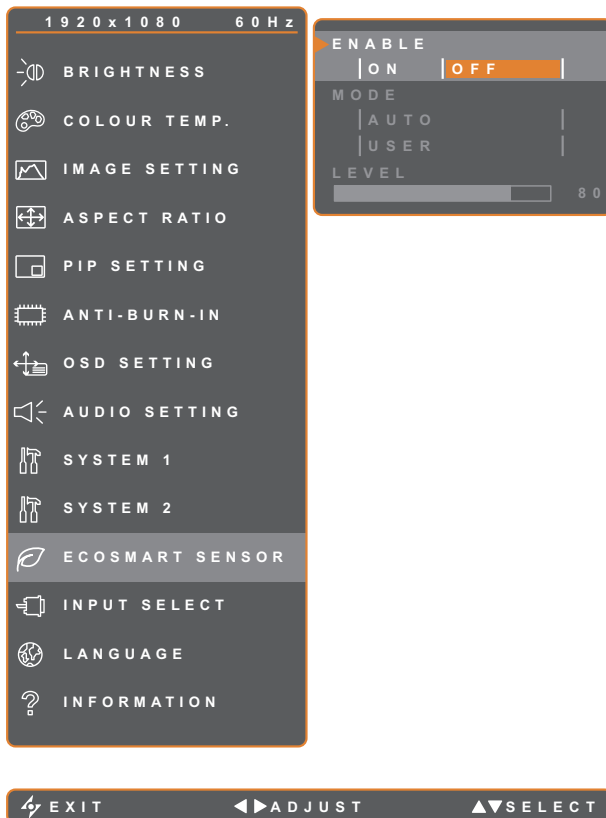 1920x1080 60Hz
BRIGHTNESS
COLOUR TEMP.
IMAGE SETTING
ASPECT RATIO
PIP SETTING
ANTI-BURN-IN
OSD SETTING
AUDIO SETTING
SYSTEM 1
SYSTEM 2
ECOSMART SENSOR
INPUT SELECT
LANGUAGE
INFORMATION
ENABLE
ON OFF
MODE
AUTO
USER
LEVEL
80
EXIT ADJUST SELECT